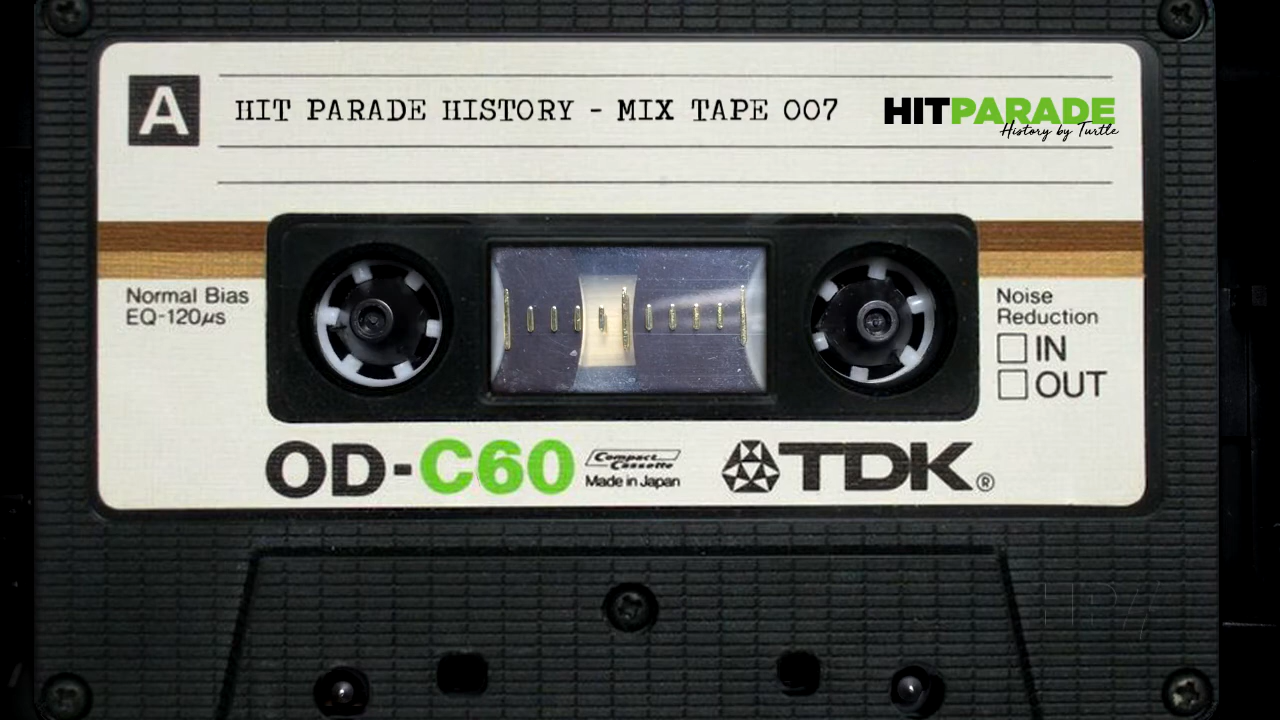 A
HIT PARADE HISTORY - MIX TAPE 007
HITPARADE
History by Turtle
Normal Bias
EQ-120µs
Noise
Reduction
IN
OUT
OD-C60
Compact
Cassette
Made in Japan
TDK®